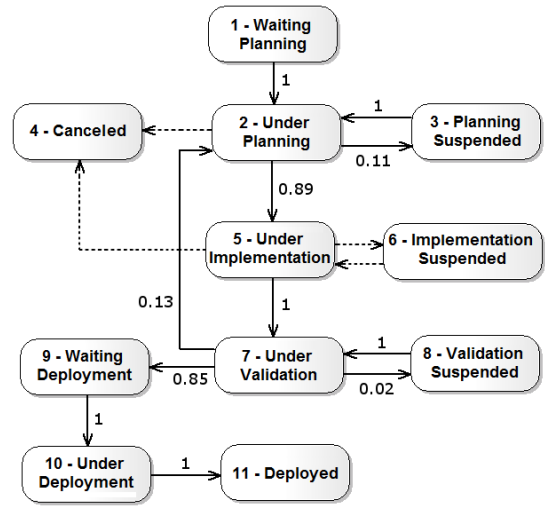 1 - Waiting
Planning
1
4 - Canceled
2 - Under
Planning
1
3 - Planning
Suspended
0.11
0.89
5 - Under
Implementation
6 - Implementation
Suspended
0.13
1
9 - Waiting
Deployment
0.85
7 - Under
Validation
1
0.02
8 - Validation
Suspended
1
10 - Under
Deployment
1
11 - Deployed